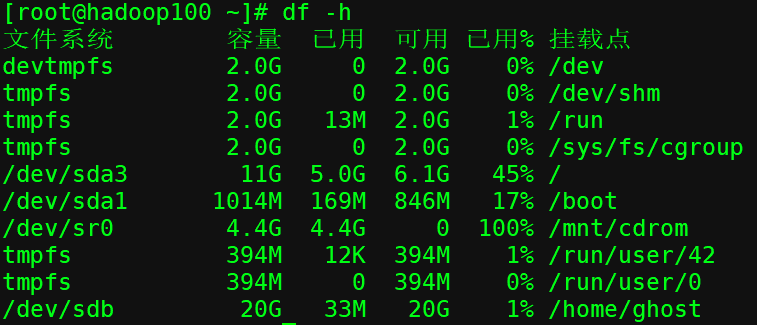 [root@hadoop100 ~]# df -h
文件系统 容量 已用 可用 已用% 挂载点
devtmpfs 2.0G 0 2.0G 0% /dev
tmpfs 2.0G 0 2.0G 0% /dev/shm
tmpfs 2.0G 13M 2.0G 1% /run
tmpfs 2.0G 0 2.0G 0% /sys/fs/cgroup
/dev/sda3 11G 5.0G 6.1G 45% /
/dev/sda1 1014M 169M 846M 17% /boot
/dev/sr0 4.4G 4.4G 0 100% /mnt/cdrom
tmpfs 394M 12K 394M 1% /run/user/42
tmpfs 394M 0 394M 0% /run/user/0
/dev/sdb 20G 33M 20G 1% /home/ghost